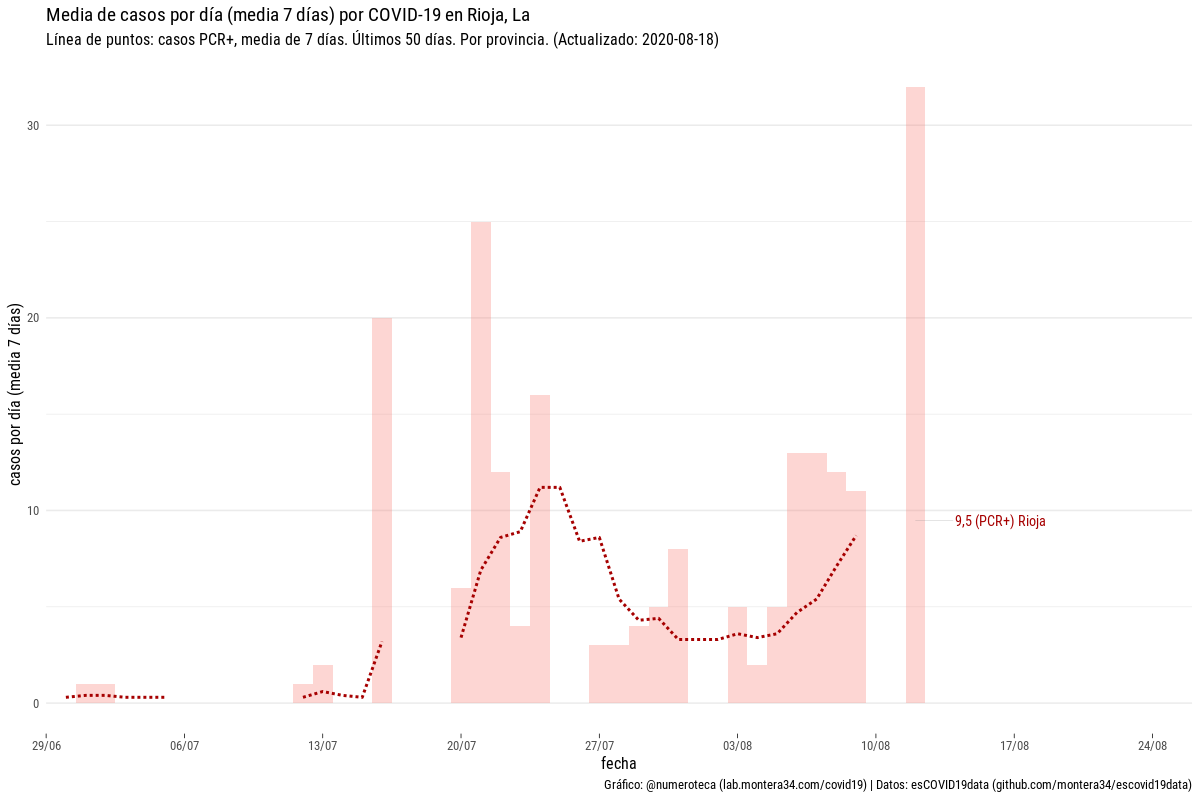 Media de casos por día (media 7 días) por COVID-19 en Rioja, La
Línea de puntos: casos PCR+, media de 7 días. Últimos 50 días. Por provincia. (Actualizado: 2020-08-18)
casos por día (media 7 días)
30
20
10
0
9,5 (PCR+) Rioja
29/06 06/07 13/07 20/07 27/07 03/08 10/08 17/08 24/08
fecha
Gráfico: @numeroteca (lab.montera34.com/covid19) | Datos: esCOVID19data (github.com/montera34/escovid19data)